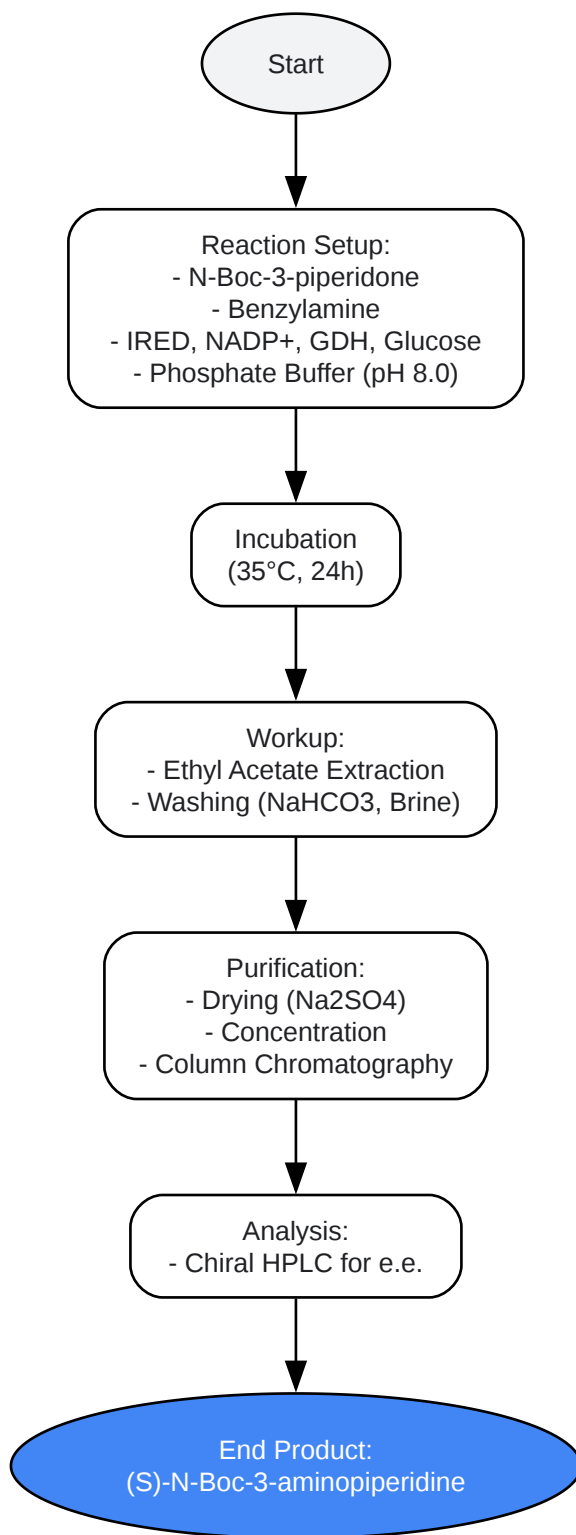 Start
Reaction Setup:
- N-Boc-3-piperidone
- Benzylamine
- IRED, NADP+, GDH, Glucose
- Phosphate Buffer (pH 8.0)
Incubation
(35°C, 24h)
Workup:
- Ethyl Acetate Extraction
- Washing (NaHCO3, Brine)
Purification:
- Drying (Na2SO4)
- Concentration
- Column Chromatography
Analysis:
- Chiral HPLC for e.e.
End Product:
(S)-N-Boc-3-aminopiperidine